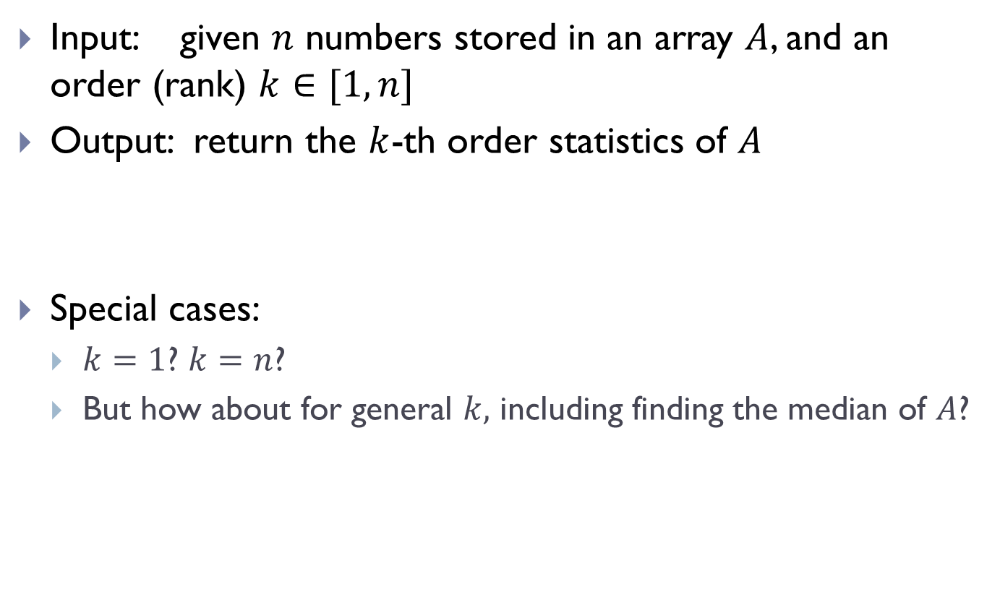 Input: given n numbers stored in an array A, and an
order (rank) k ∈ [1, n]
Output: return the k-th order statistics of A
Special cases:
k = 1? k = n?
But how about for general k, including finding the median of A?